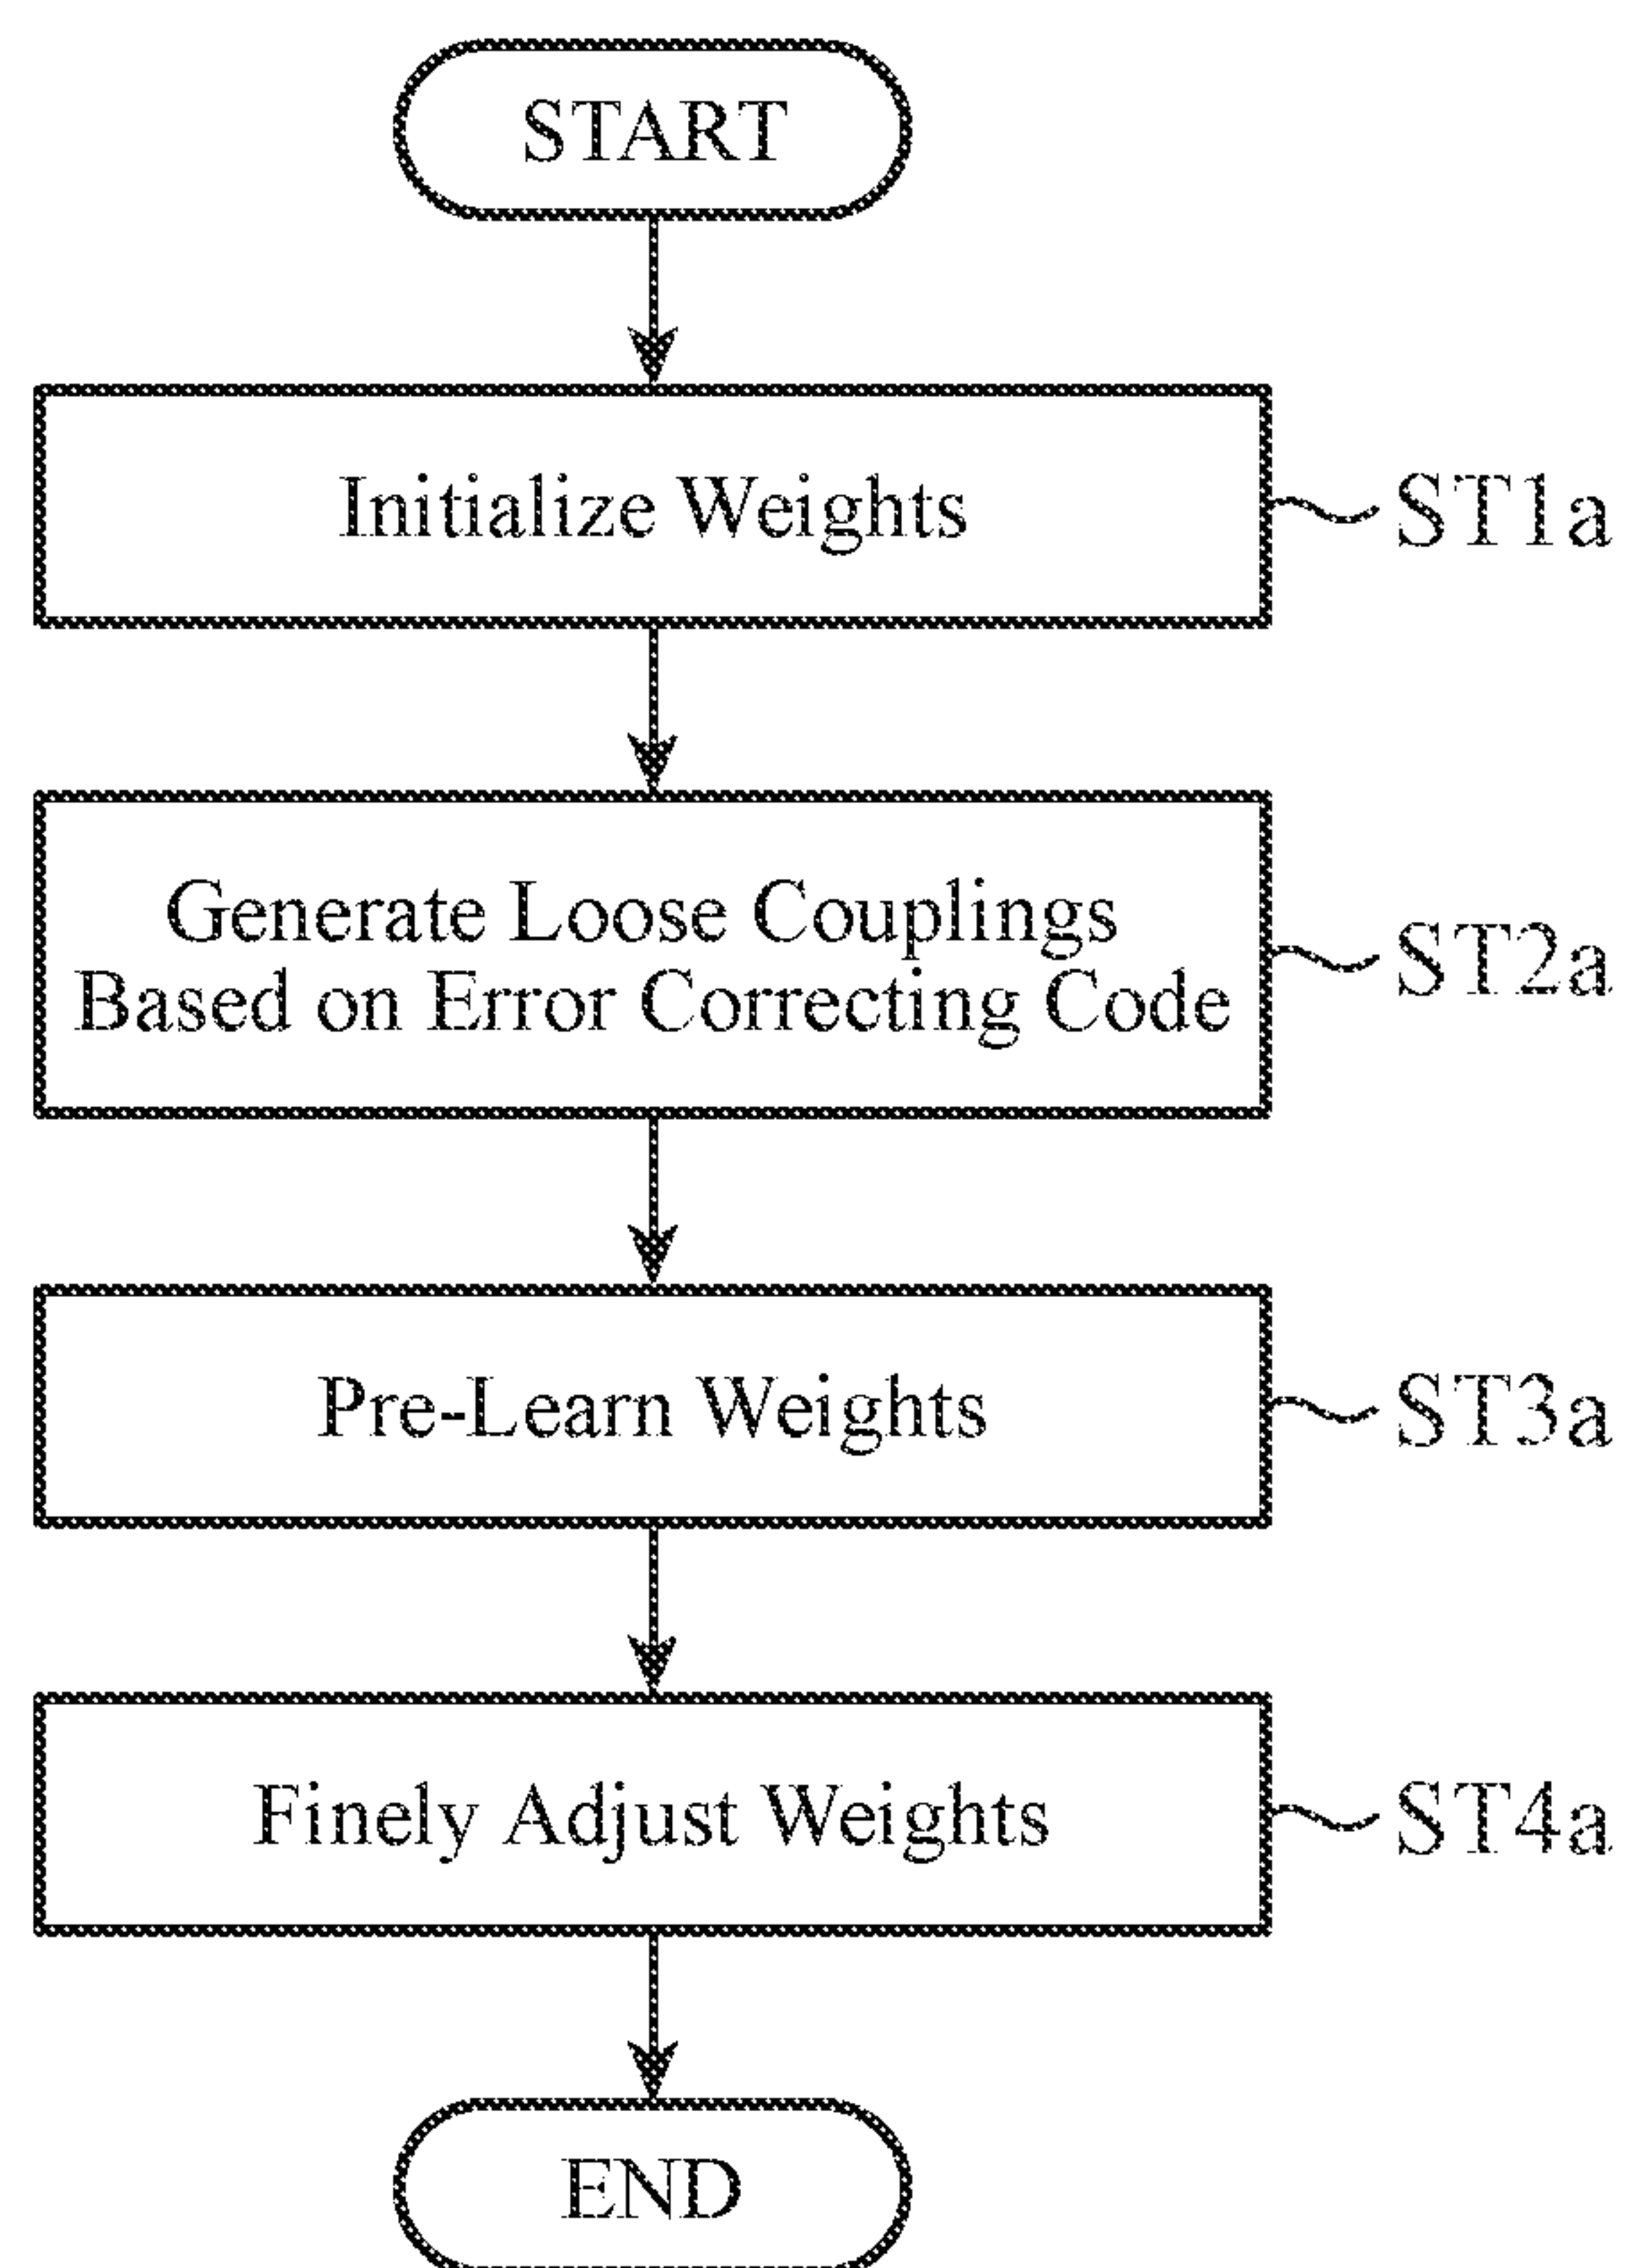 START
Initialize Weights
ST1a
Generate Loose Couplings
Based on Error Correcting Code
ST2a
Pre-Learn Weights
ST3a
Finely Adjust Weights
ST4a
END